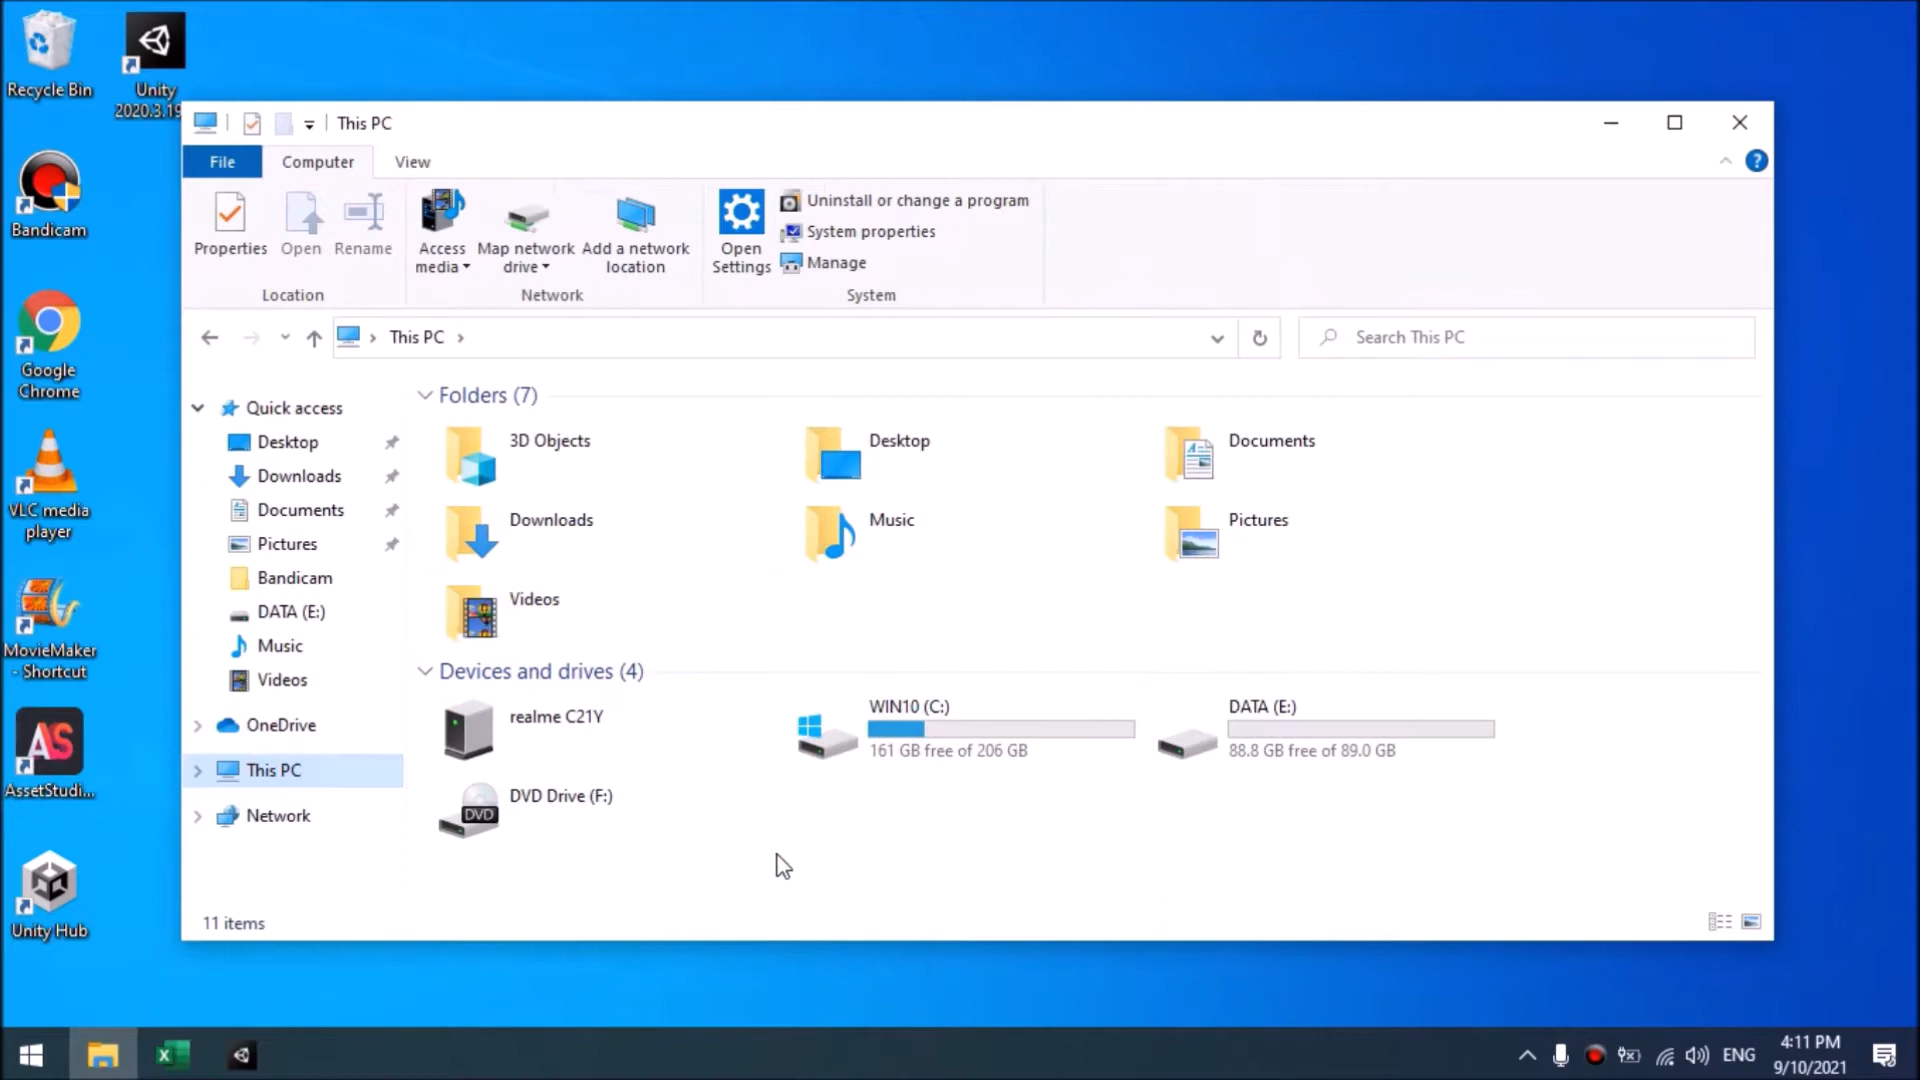 Recycle Bin
Unity
2020.3.19
Bandicam
Google
Chrome
VLC media
player
MovieMaker
- Shortcut
AS
AssetStudi...
Unity Hub
This PC
File
Computer
View
?
Properties
Open
Rename
Location
Access
media
Map network
drive
Add a network
location
Network
Open
Settings
Uninstall or change a program
System properties
Manage
System
This PC
Search This PC
Quick access
Desktop
Downloads
Documents
Pictures
Bandicam
DATA (E:)
Music
Videos
OneDrive
This PC
Network
Folders (7)
3D Objects
Desktop
Documents
Downloads
Music
Pictures
Videos
Devices and drives (4)
realme C21Y
WIN10 (C:)
161 GB free of 206 GB
DATA (E:)
88.8 GB free of 89.0 GB
DVD
DVD Drive (F:)
11 items
ENG
4:11 PM
9/10/2021